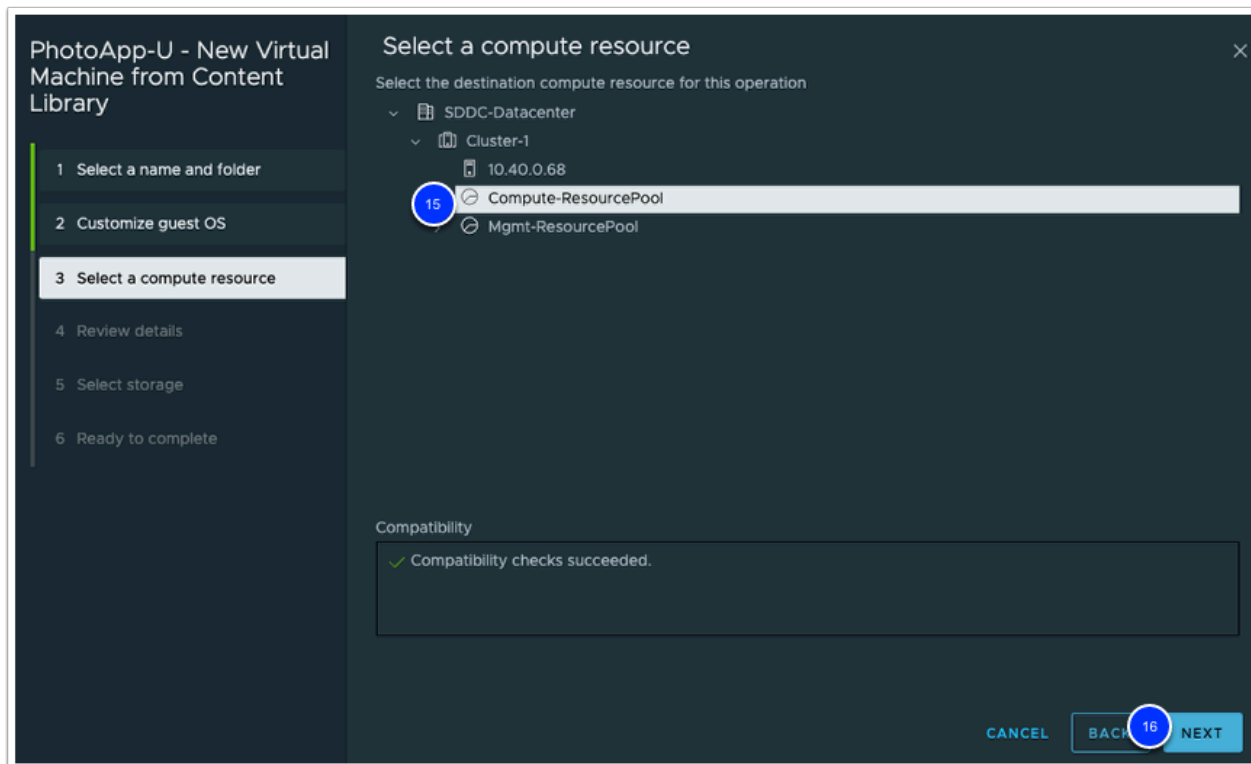 PhotoApp-U - New Virtual
Machine from Content
Library
1 Select a name and folder
2 Customize guest OS
3 Select a compute resource
4 Review details
5 Select storage
6 Ready to complete
Select a compute resource
Select the destination compute resource for this operation
SDDC-Datacenter
Cluster-1
10.40.0.68
15 Compute-ResourcePool
Mgmt-ResourcePool
Compatibility
Compatibility checks succeeded.
CANCEL BACK 16 NEXT